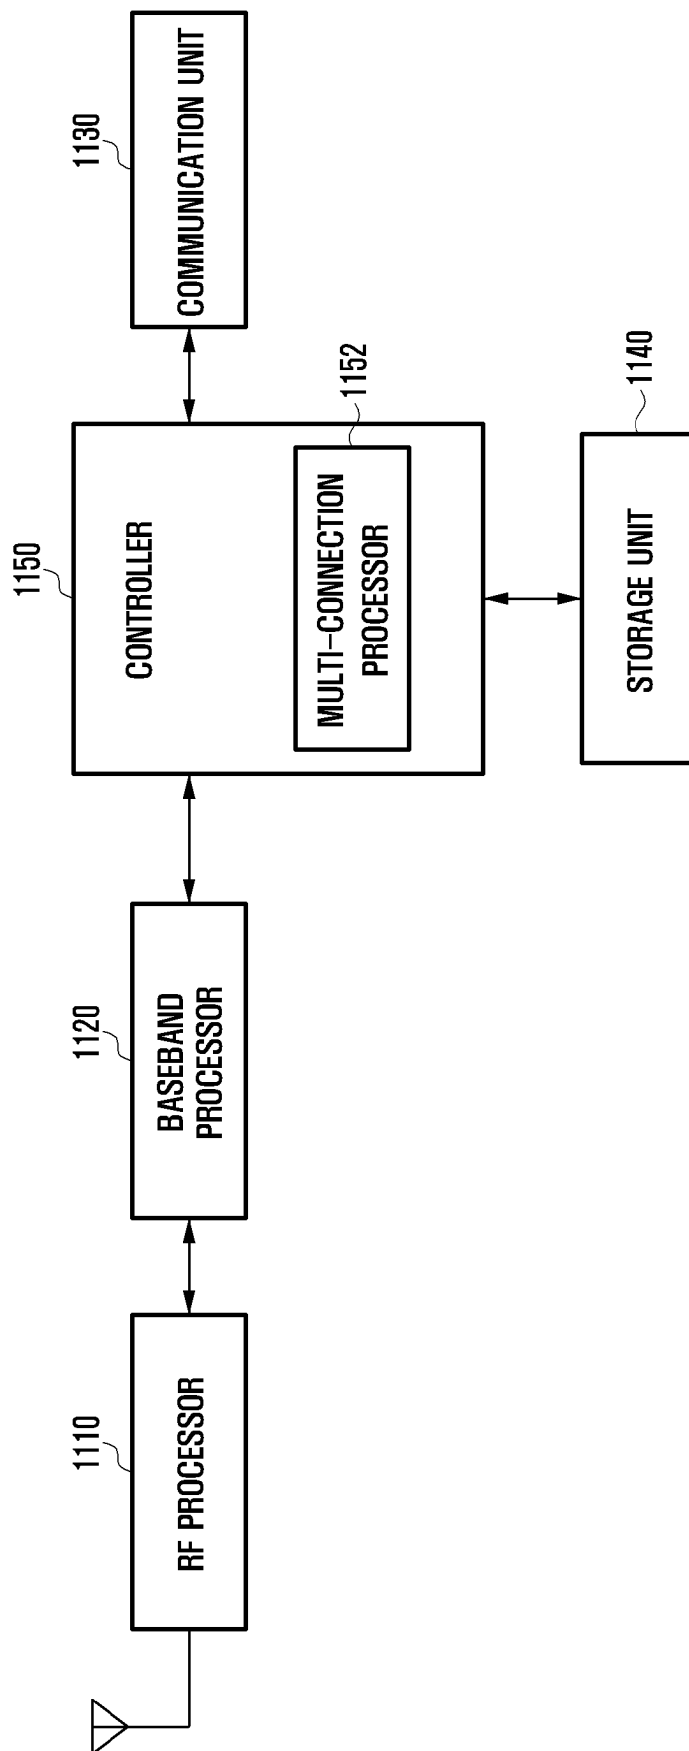 1110
RF PROCESSOR
1120
BASEBAND
PROCESSOR
1150
CONTROLLER
1152
MULTI-CONNECTION
PROCESSOR
1130
COMMUNICATION UNIT
1140
STORAGE UNIT